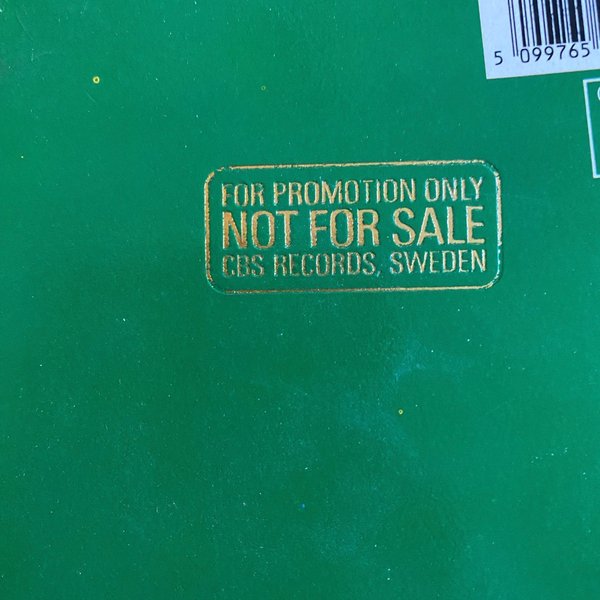 5 099765
FOR PROMOTION ONLY
NOT FOR SALE
CBS RECORDS, SWEDEN